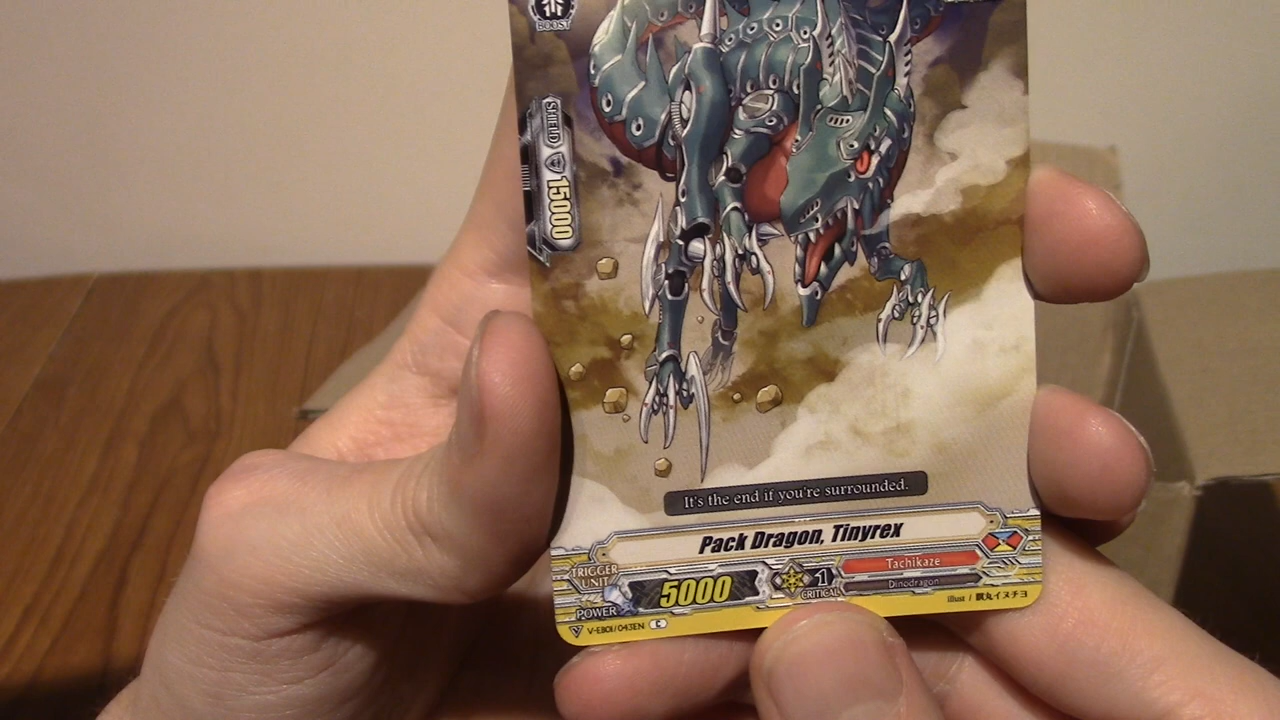 BOOST
SHIELD
15000
It's the end if you're surrounded.
Pack Dragon, Tinyrex
TRIGGER
UNIT
Tachikaze
5000
1
Dinodragon
POWER
CRITICAL
V-EB01/043EN C
illust / 獣丸イヌチヨ